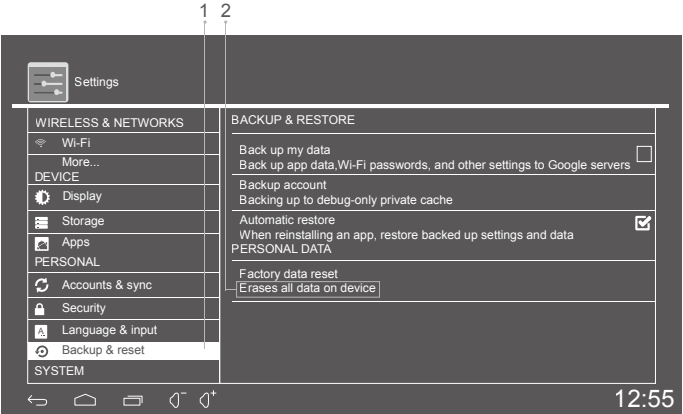 1 2
Settings
WIRELESS & NETWORKS
Wi-Fi
More...
DEVICE
Display
Storage
Apps
PERSONAL
Accounts & sync
Security
A
Language & input
Backup & reset
SYSTEM
BACKUP & RESTORE
Back up my data
Back up app data,Wi-Fi passwords, and other settings to Google servers
Backup account
Backing up to debug-only private cache
Automatic restore
When reinstalling an app, restore backed up settings and data
PERSONAL DATA
Factory data reset
Erases all data on device
- +
12:55